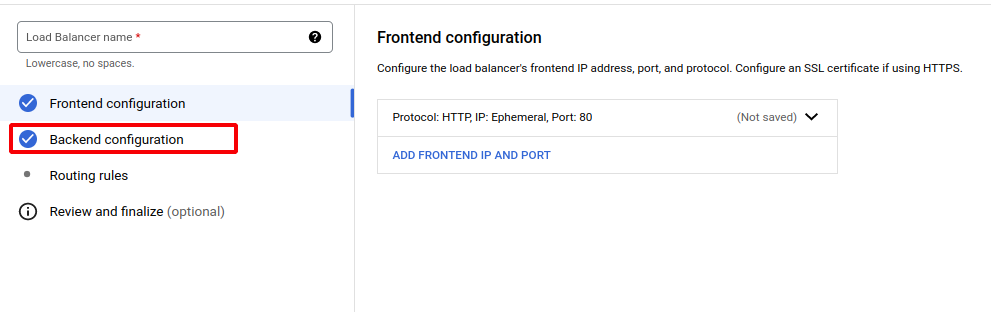 Load Balancer name *
Lowercase, no spaces.
Frontend configuration
Backend configuration
Routing rules
Review and finalize (optional)
Frontend configuration
Configure the load balancer's frontend IP address, port, and protocol. Configure an SSL certificate if using HTTPS.
Protocol: HTTP, IP: Ephemeral, Port: 80 (Not saved)
ADD FRONTEND IP AND PORT